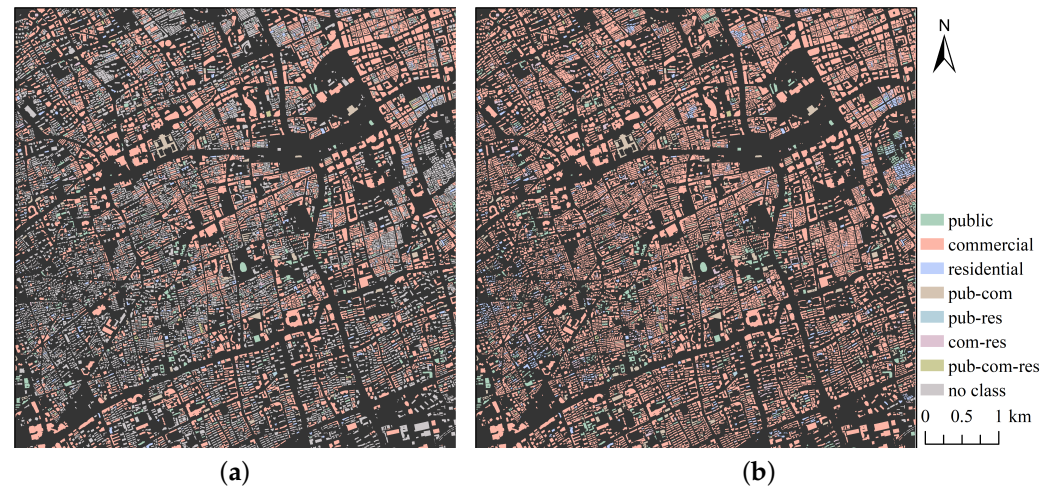 N
public
commercial
residential
pub-com
pub-res
com-res
pub-com-res
no class
0 0.5 1 km
(a) (b)